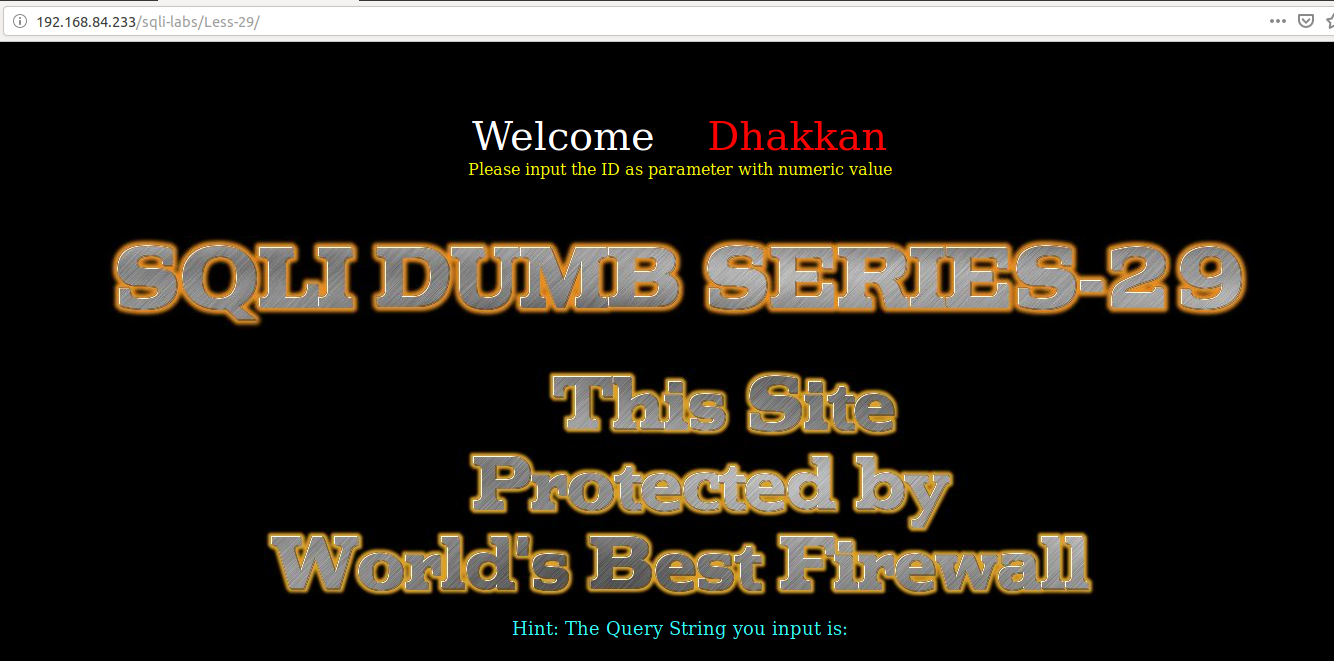 192.168.84.233/sqli-labs/Less-29/
Welcome Dhakkan
Please input the ID as parameter with numeric value
SQLI DUMB SERIES-29
This Site
Protected by
World's Best Firewall
Hint: The Query String you input is: